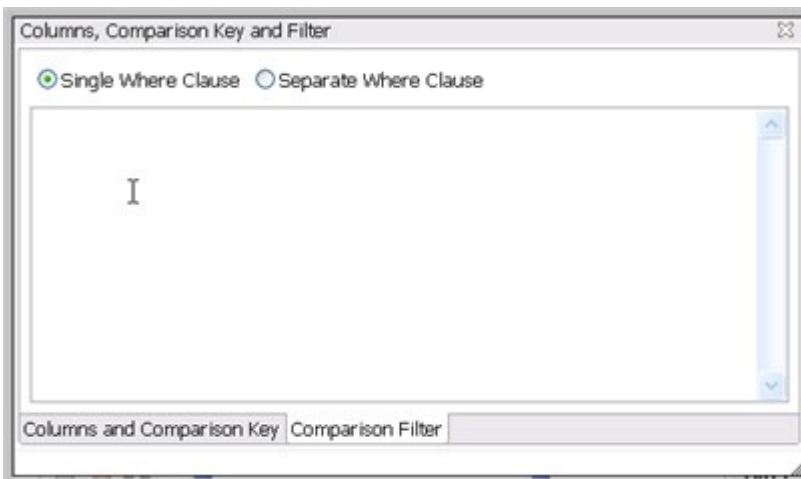 Columns, Comparison Key and Filter
Single Where Clause Separate Where Clause
Columns and Comparison Key Comparison Filter